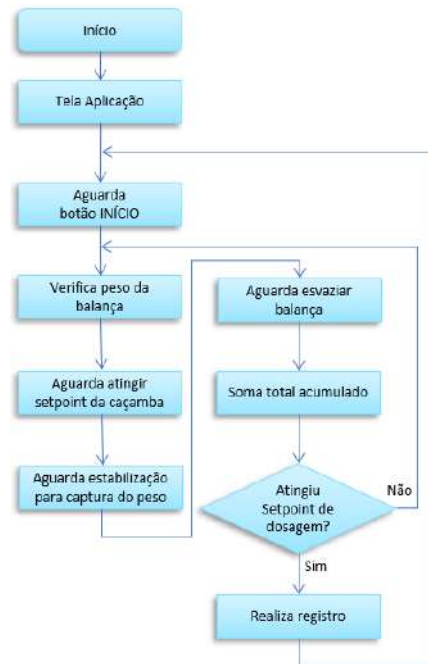 Início
Tela Aplicação
Aguarda
botão INÍCIO
Verifica peso da
balança
Aguarda atingir
setpoint da caçamba
Aguarda estabilização
para captura do peso
Aguarda esvaziar
balança
Soma total acumulado
Atingiu
Setpoint de
dosagem?
Não
Sim
Realiza registro